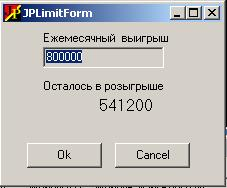 JPLimitForm
Ежемесячный выигрыш
800000
Осталось в розыгрыше
541200
Ok Cancel